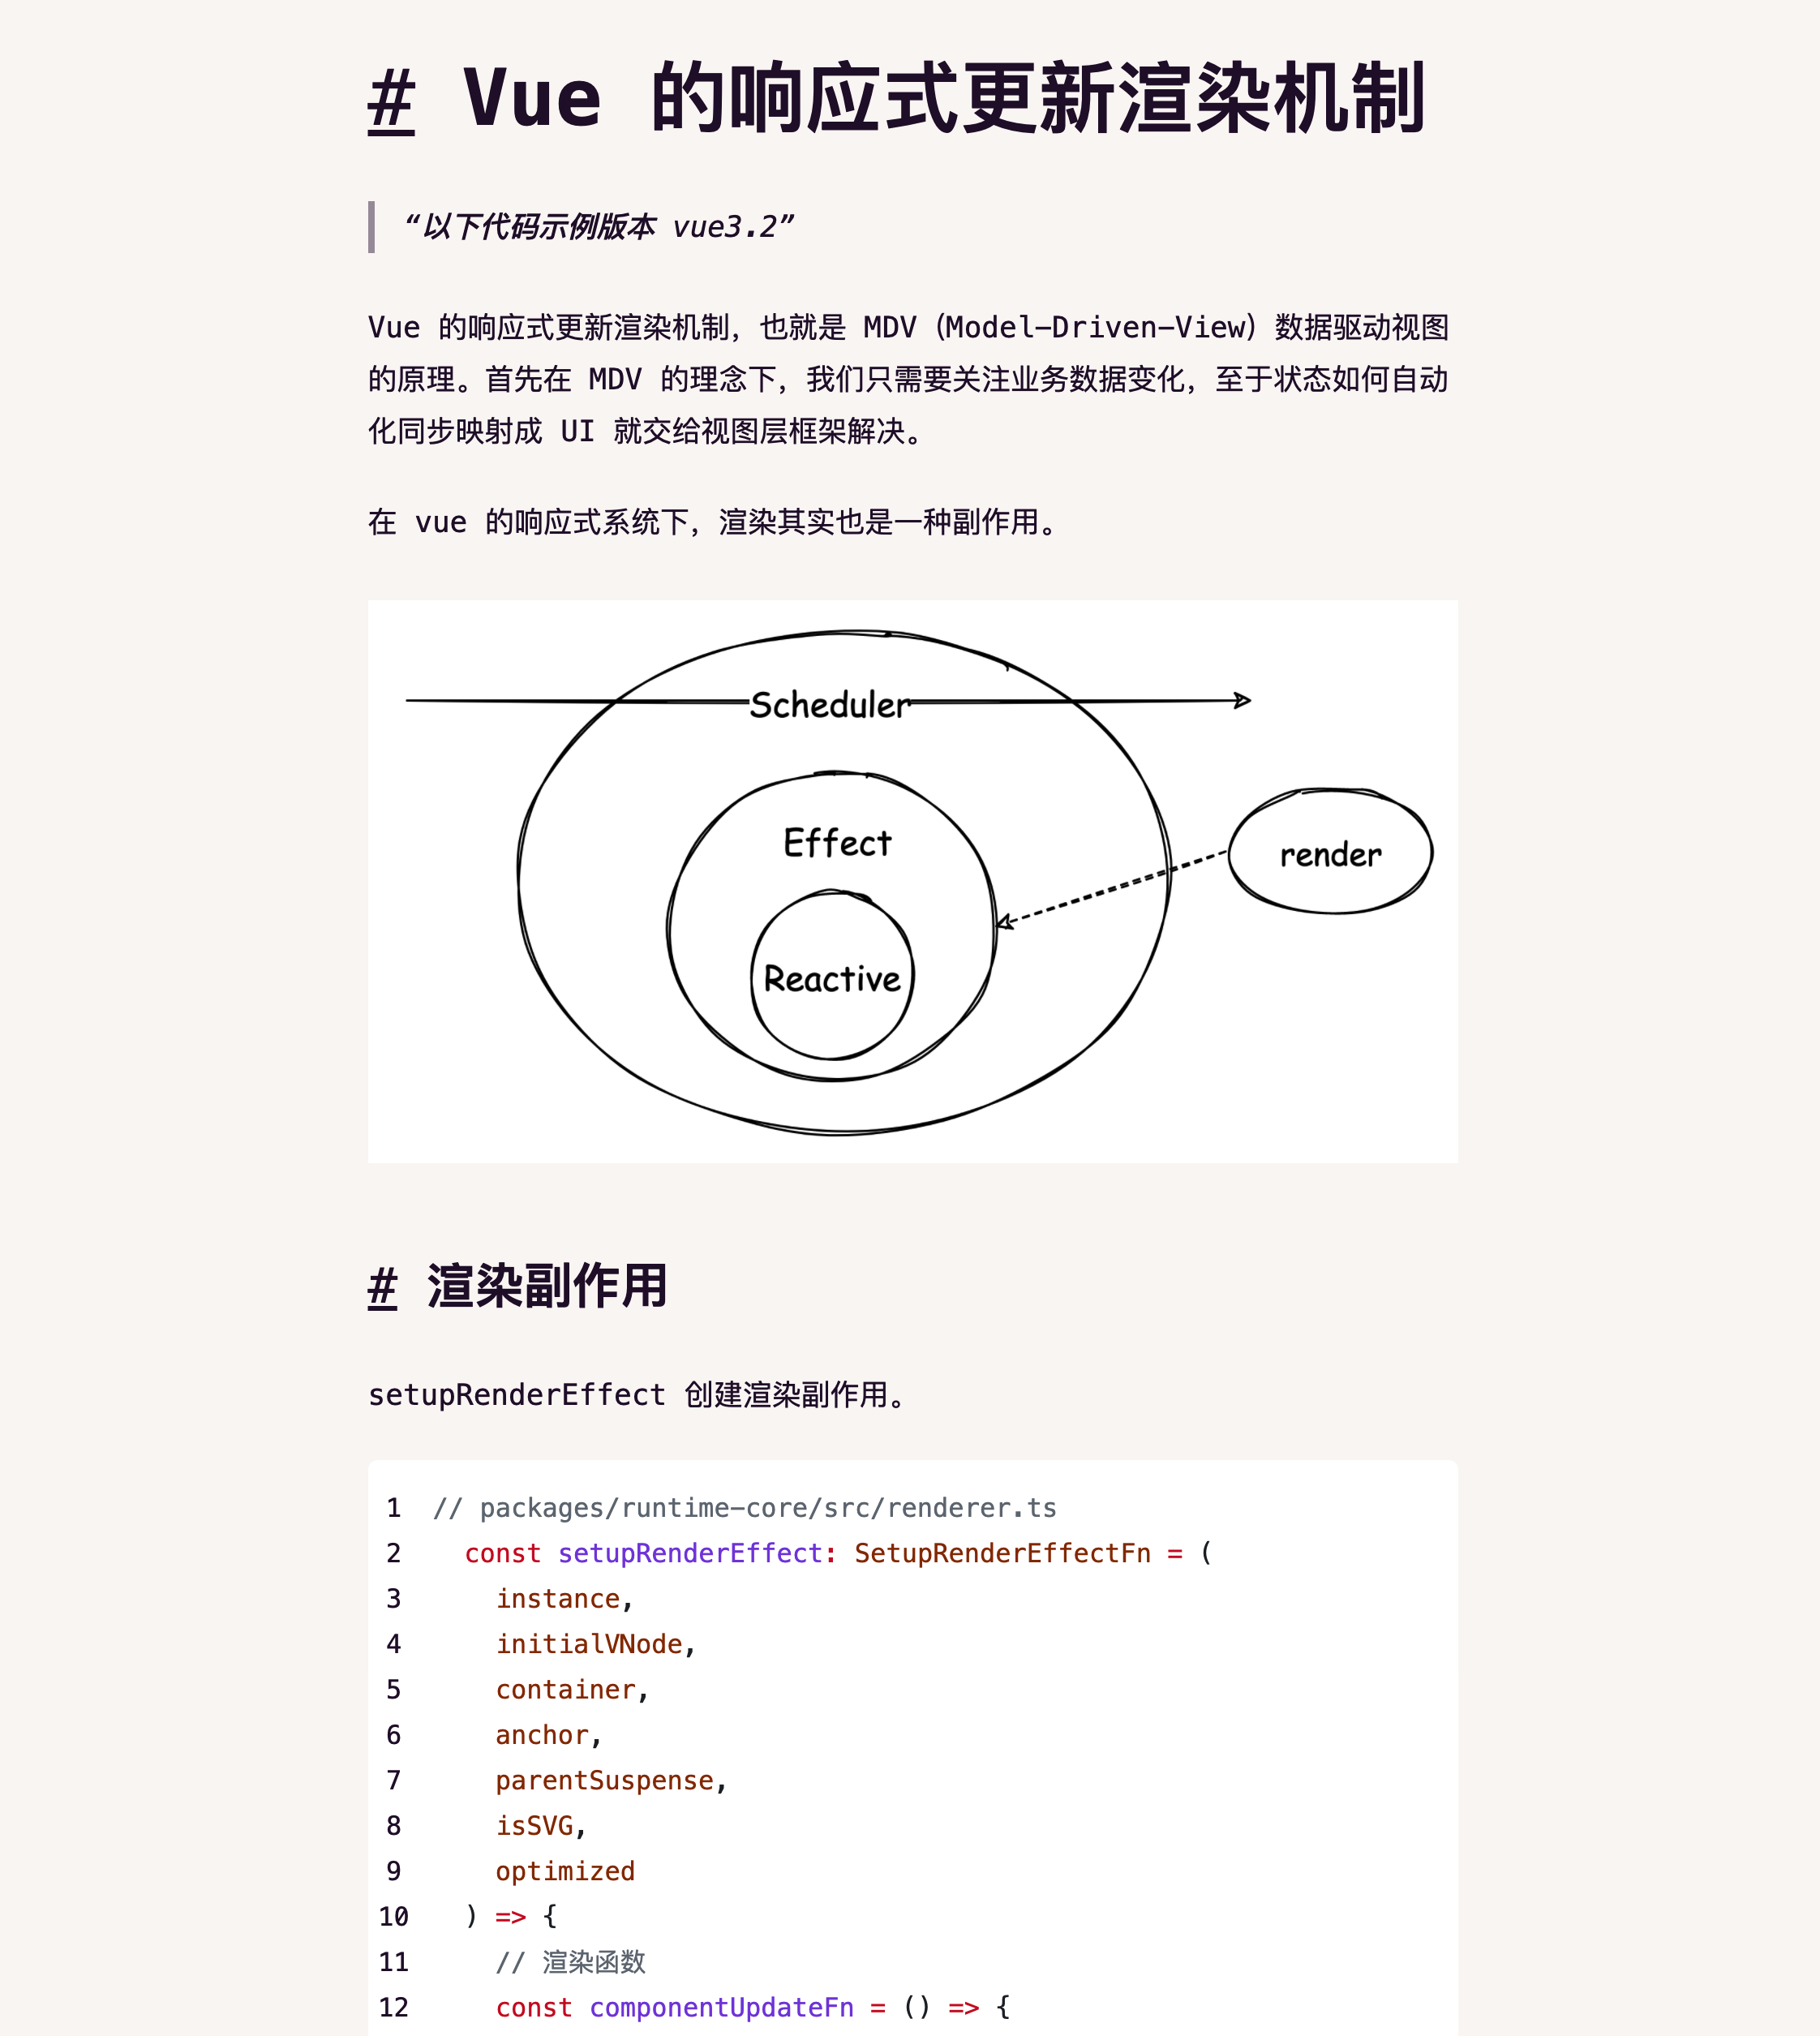 # Vue 的响应式更新渲染机制
“以下代码示例版本 vue3.2”
Vue 的响应式更新渲染机制，也就是 MDV（Model-Driven-View）数据驱动视图
的原理。首先在 MDV 的理念下，我们只需要关注业务数据变化，至于状态如何自动
化同步映射成 UI 就交给视图层框架解决。
在 vue 的响应式系统下，渲染其实也是一种副作用。
Scheduler
Effect
render
Reactive
# 渲染副作用
setupRenderEffect 创建渲染副作用。
1 // packages/runtime-core/src/renderer.ts
2 const setupRenderEffect: SetupRenderEffectFn = (
3 instance,
4 initialVNode,
5 container,
6 anchor,
7 parentSuspense,
8 isSVG,
9 optimized
10 ) => {
11 // 渲染函数
12 const componentUpdateFn = () => {